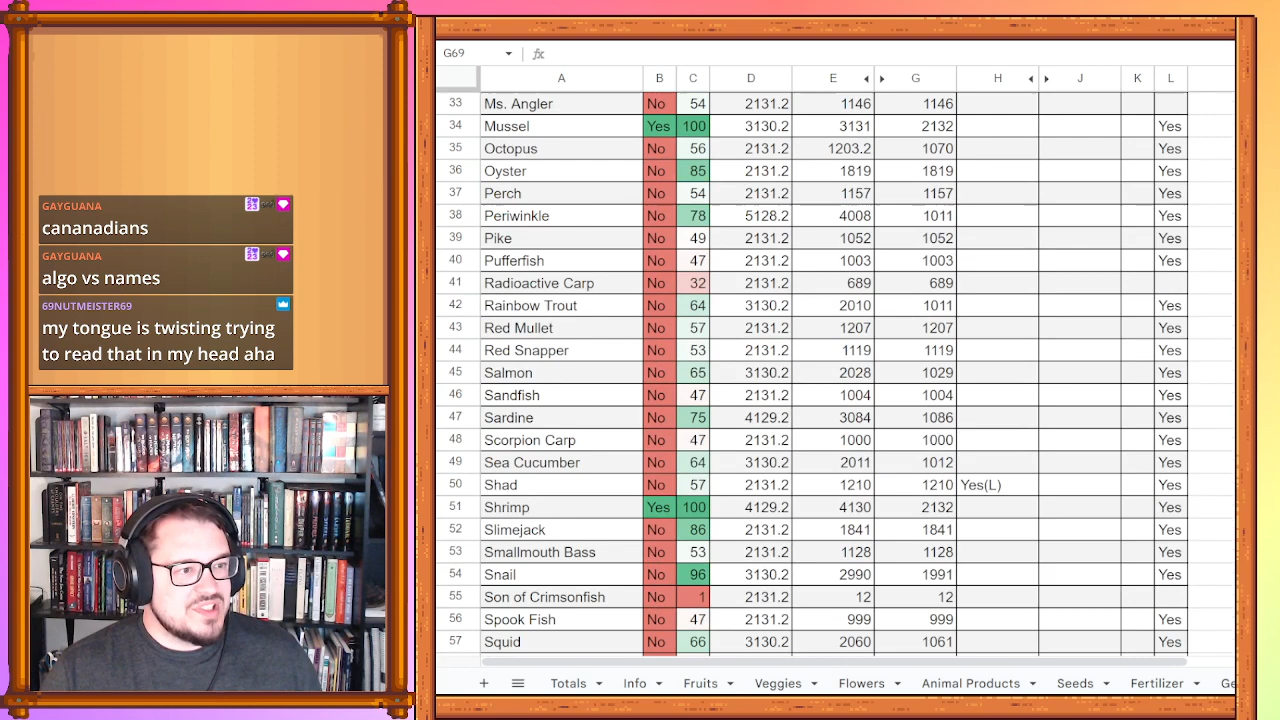 GAYGUANA
cananadians
GAYGUANA
algo vs names
69NUTMEISTER69
my tongue is twisting trying
to read that in my head aha
G69 fx
A B C D E G H J K L
33 Ms. Angler No 54 2131.2 1146 1146
34 Mussel Yes 100 3130.2 3131 2132 Yes
35 Octopus No 56 2131.2 1203.2 1070 Yes
36 Oyster No 85 2131.2 1819 1819 Yes
37 Perch No 54 2131.2 1157 1157 Yes
38 Periwinkle No 78 5128.2 4008 1011 Yes
39 Pike No 49 2131.2 1052 1052 Yes
40 Pufferfish No 47 2131.2 1003 1003 Yes
41 Radioactive Carp No 32 2131.2 689 689
42 Rainbow Trout No 64 3130.2 2010 1011 Yes
43 Red Mullet No 57 2131.2 1207 1207 Yes
44 Red Snapper No 53 2131.2 1119 1119 Yes
45 Salmon No 65 3130.2 2028 1029 Yes
46 Sandfish No 47 2131.2 1004 1004 Yes
47 Sardine No 75 4129.2 3084 1086 Yes
48 Scorpion Carp No 47 2131.2 1000 1000 Yes
49 Sea Cucumber No 64 3130.2 2011 1012 Yes
50 Shad No 57 2131.2 1210 1210 Yes(L) Yes
51 Shrimp Yes 100 4129.2 4130 2132 Yes
52 Slimejack No 86 2131.2 1841 1841 Yes
53 Smallmouth Bass No 53 2131.2 1128 1128 Yes
54 Snail No 96 3130.2 2990 1991 Yes
55 Son of Crimsonfish No 1 2131.2 12 12
56 Spook Fish No 47 2131.2 999 999 Yes
57 Squid No 66 3130.2 2060 1061 Yes
+ Totals Info Fruits Veggies Flowers Animal Products Seeds Fertilizer Ge